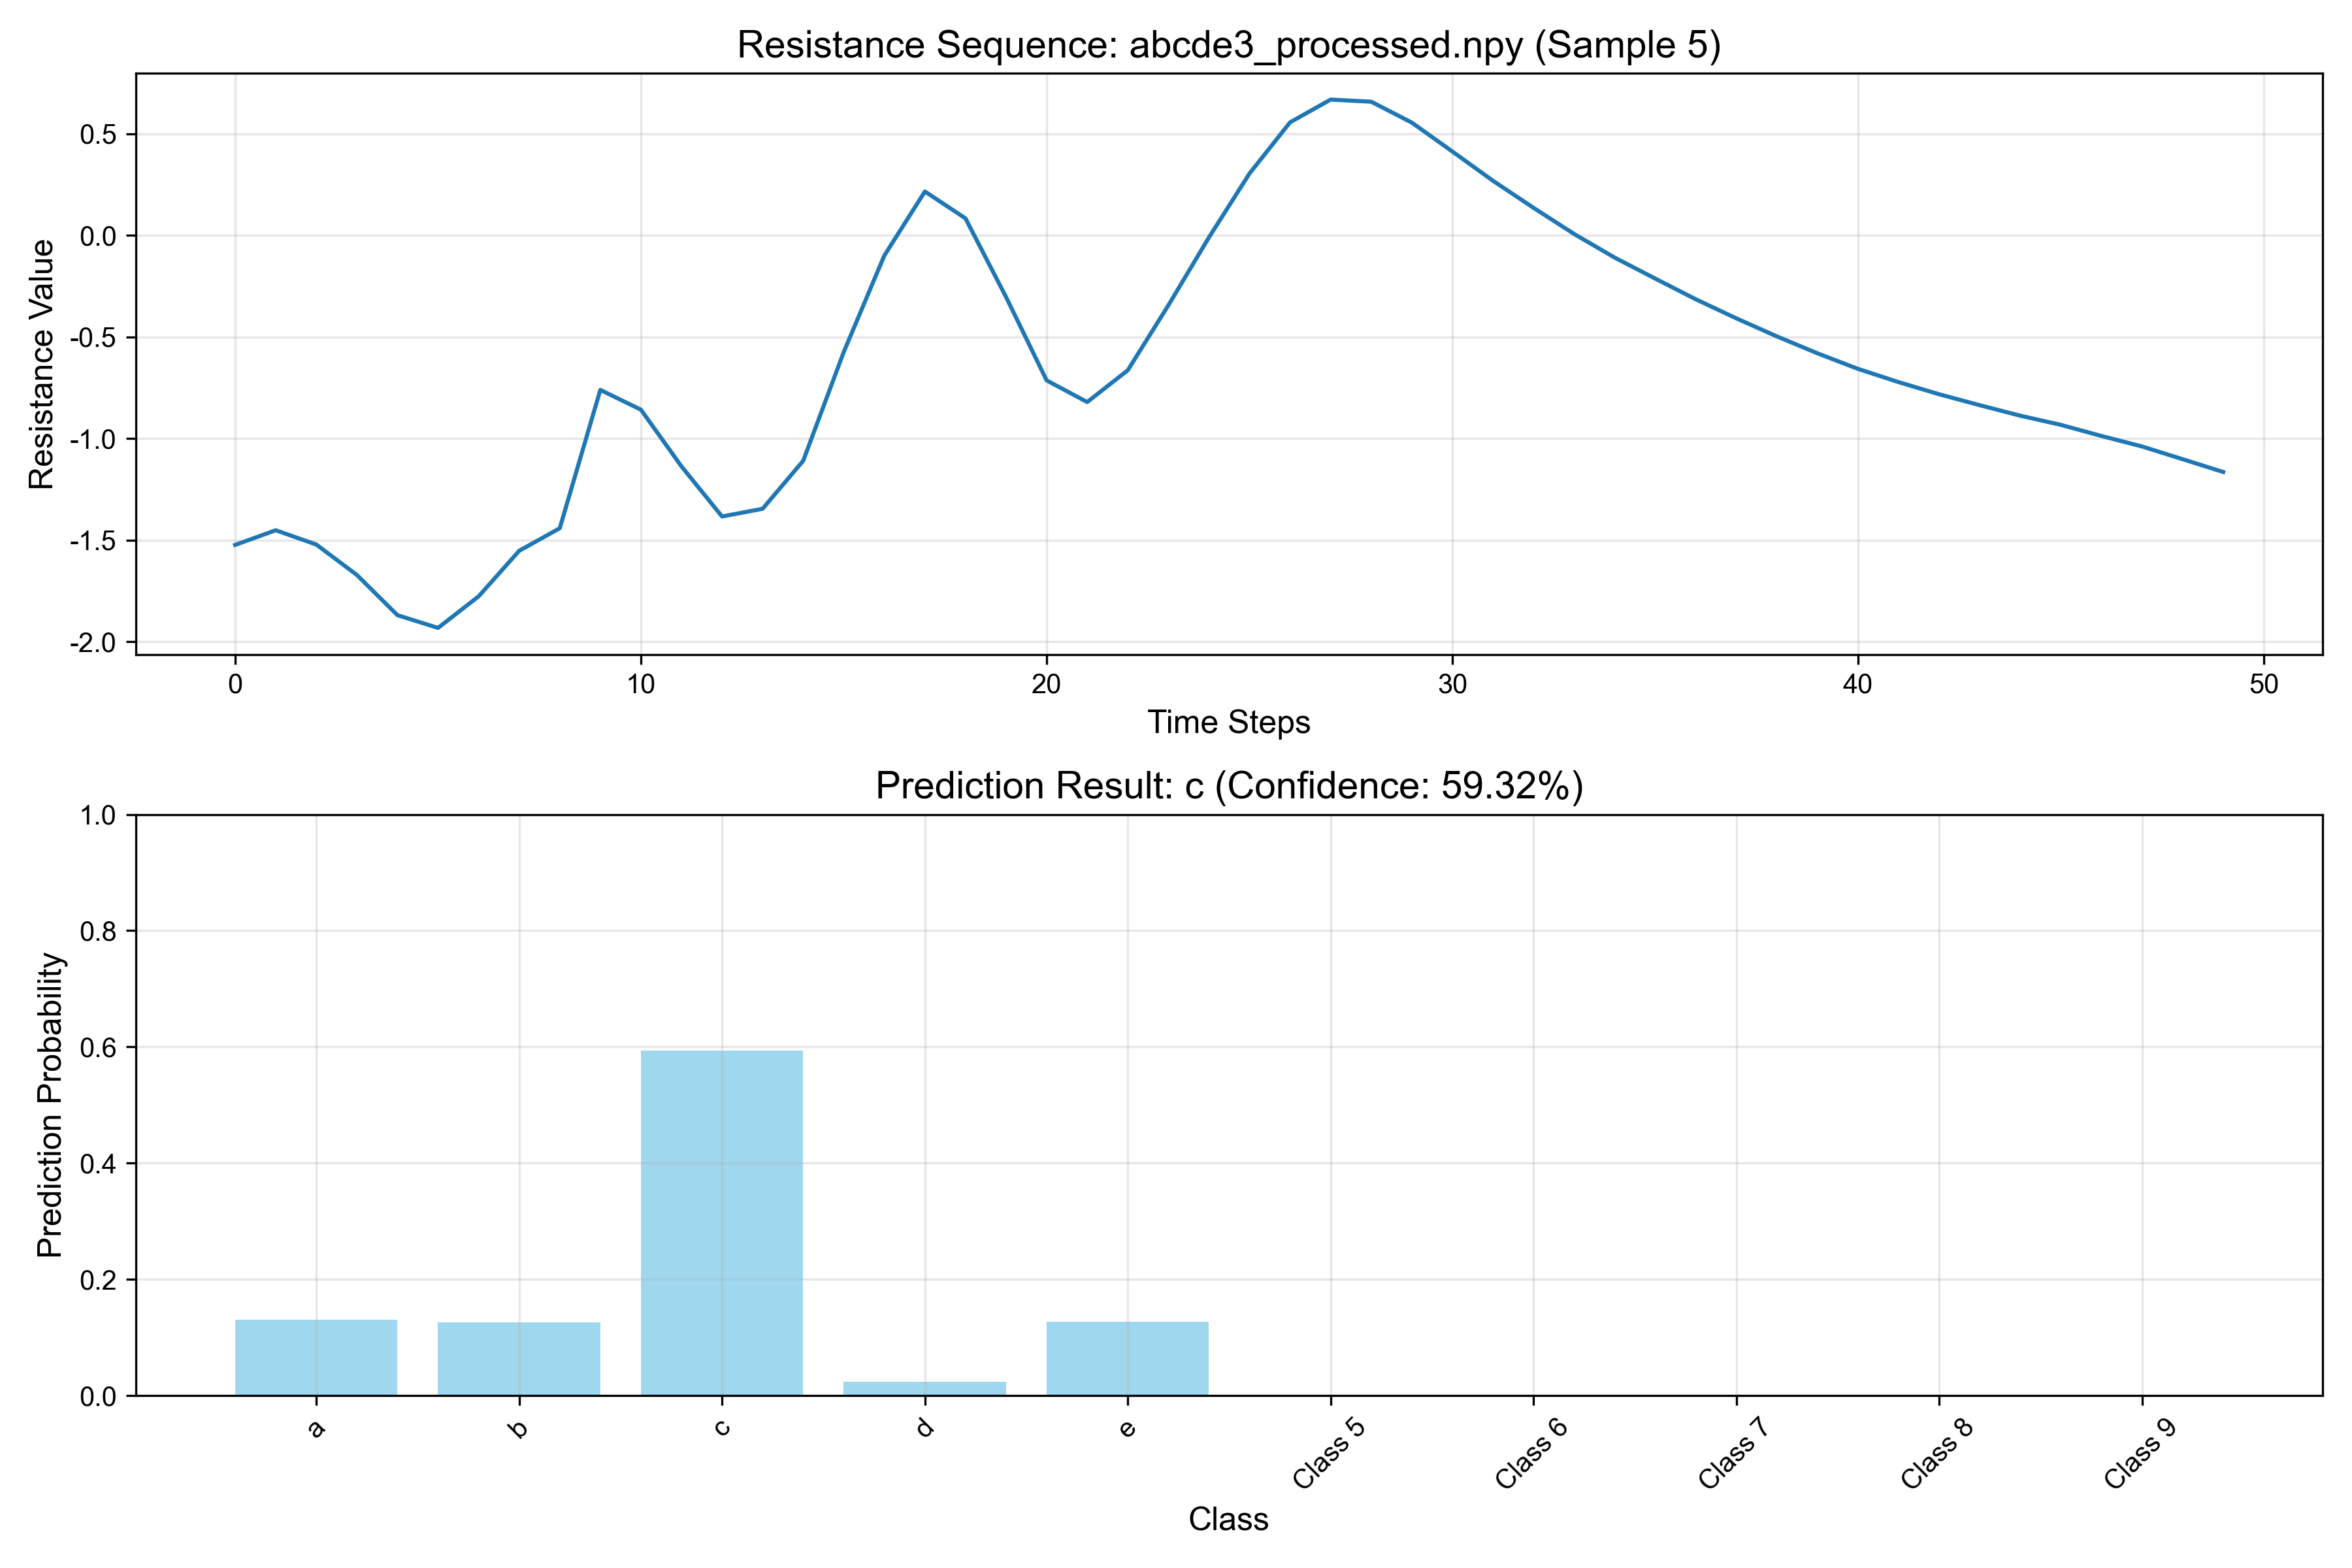 Resistance Sequence: abcde3_processed.npy (Sample 5)
Resistance Value
0.5
0.0
-0.5
-1.0
-1.5
-2.0
0 10 20 30 40 50
Time Steps
Prediction Result: c (Confidence: 59.32%)
Prediction Probability
1.0
0.8
0.6
0.4
0.2
0.0
a b c d e Class 5 Class 6 Class 7 Class 8 Class 9
Class